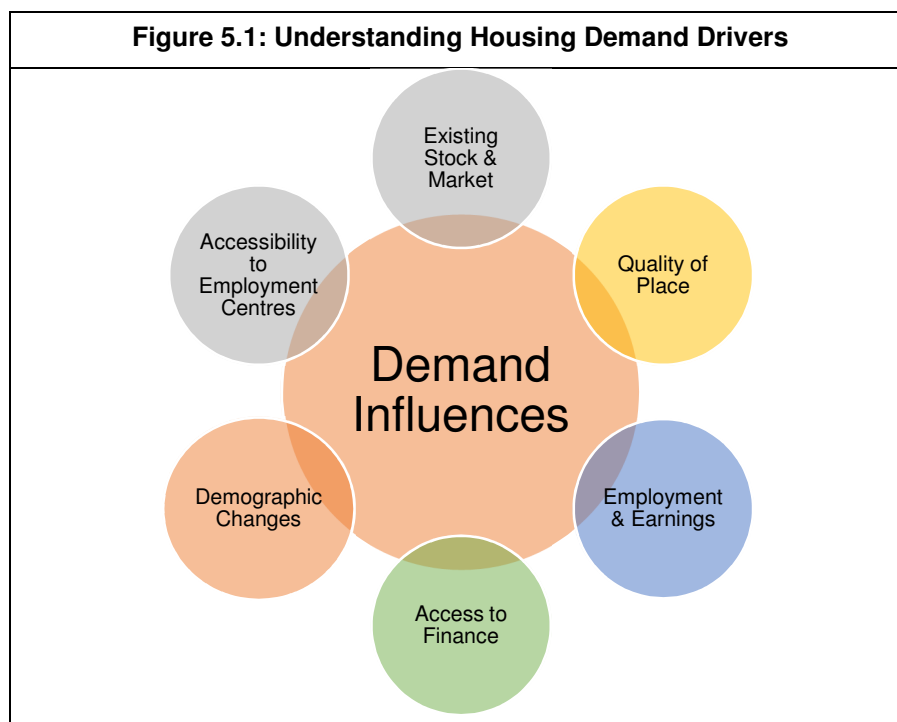 Figure 5.1: Understanding Housing Demand Drivers
Existing
Stock &
Market
Quality of
Place
Employment
& Earnings
Access to
Finance
Demographic
Changes
Accessibility
to
Employment
Centres
Demand
Influences